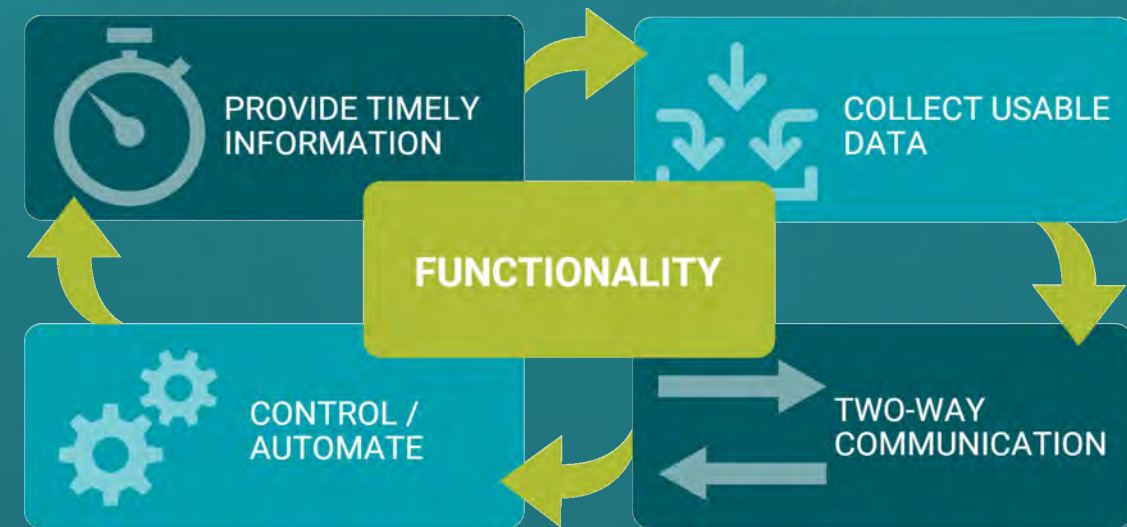 PROVIDE TIMELY
INFORMATION
COLLECT USABLE
DATA
FUNCTIONALITY
CONTROL /
AUTOMATE
TWO-WAY
COMMUNICATION